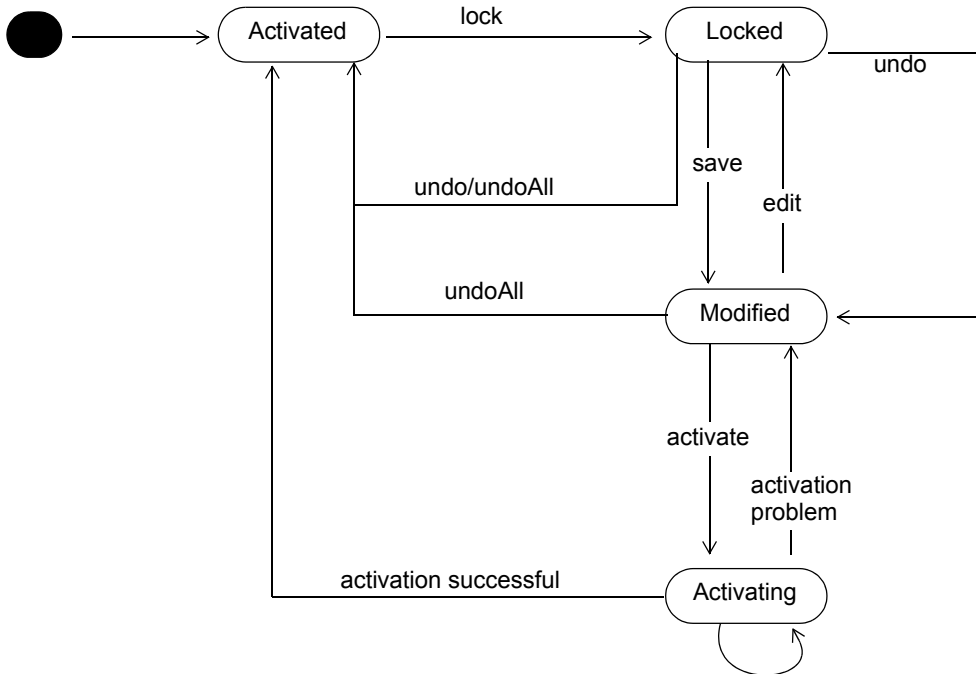 lock
Activated
Locked
undo
save
undo/undoAll
edit
undoAll
Modified
activate
activation
problem
activation successful
Activating